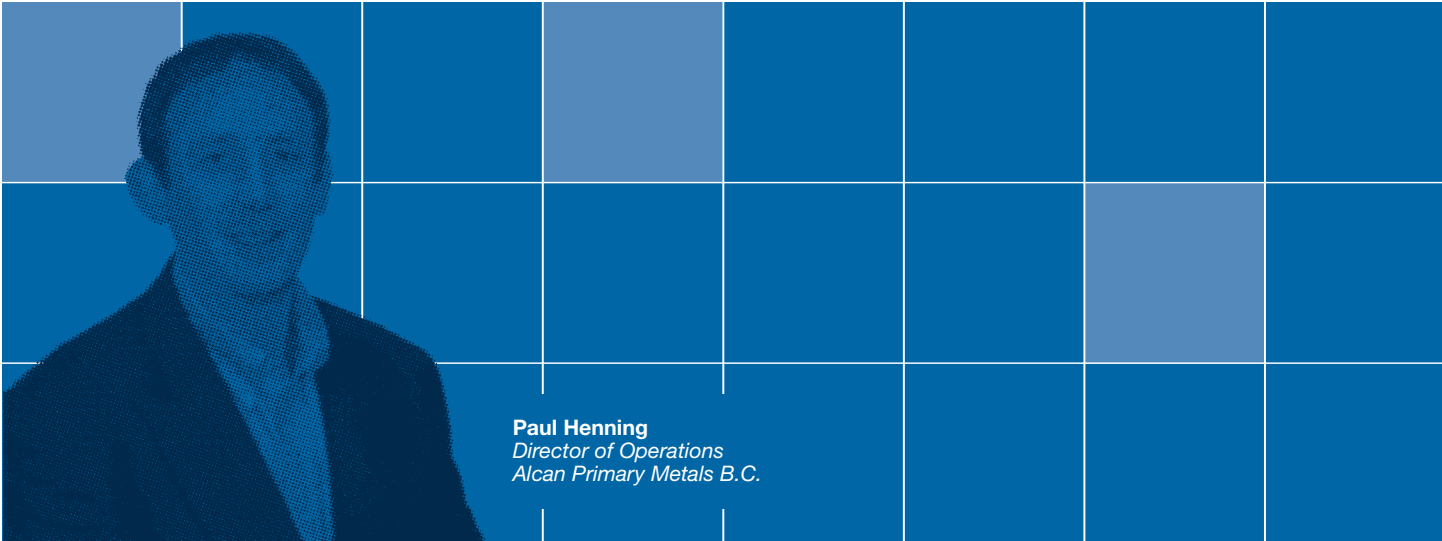 Paul Henning
Director of Operations
Alcan Primary Metals B.C.